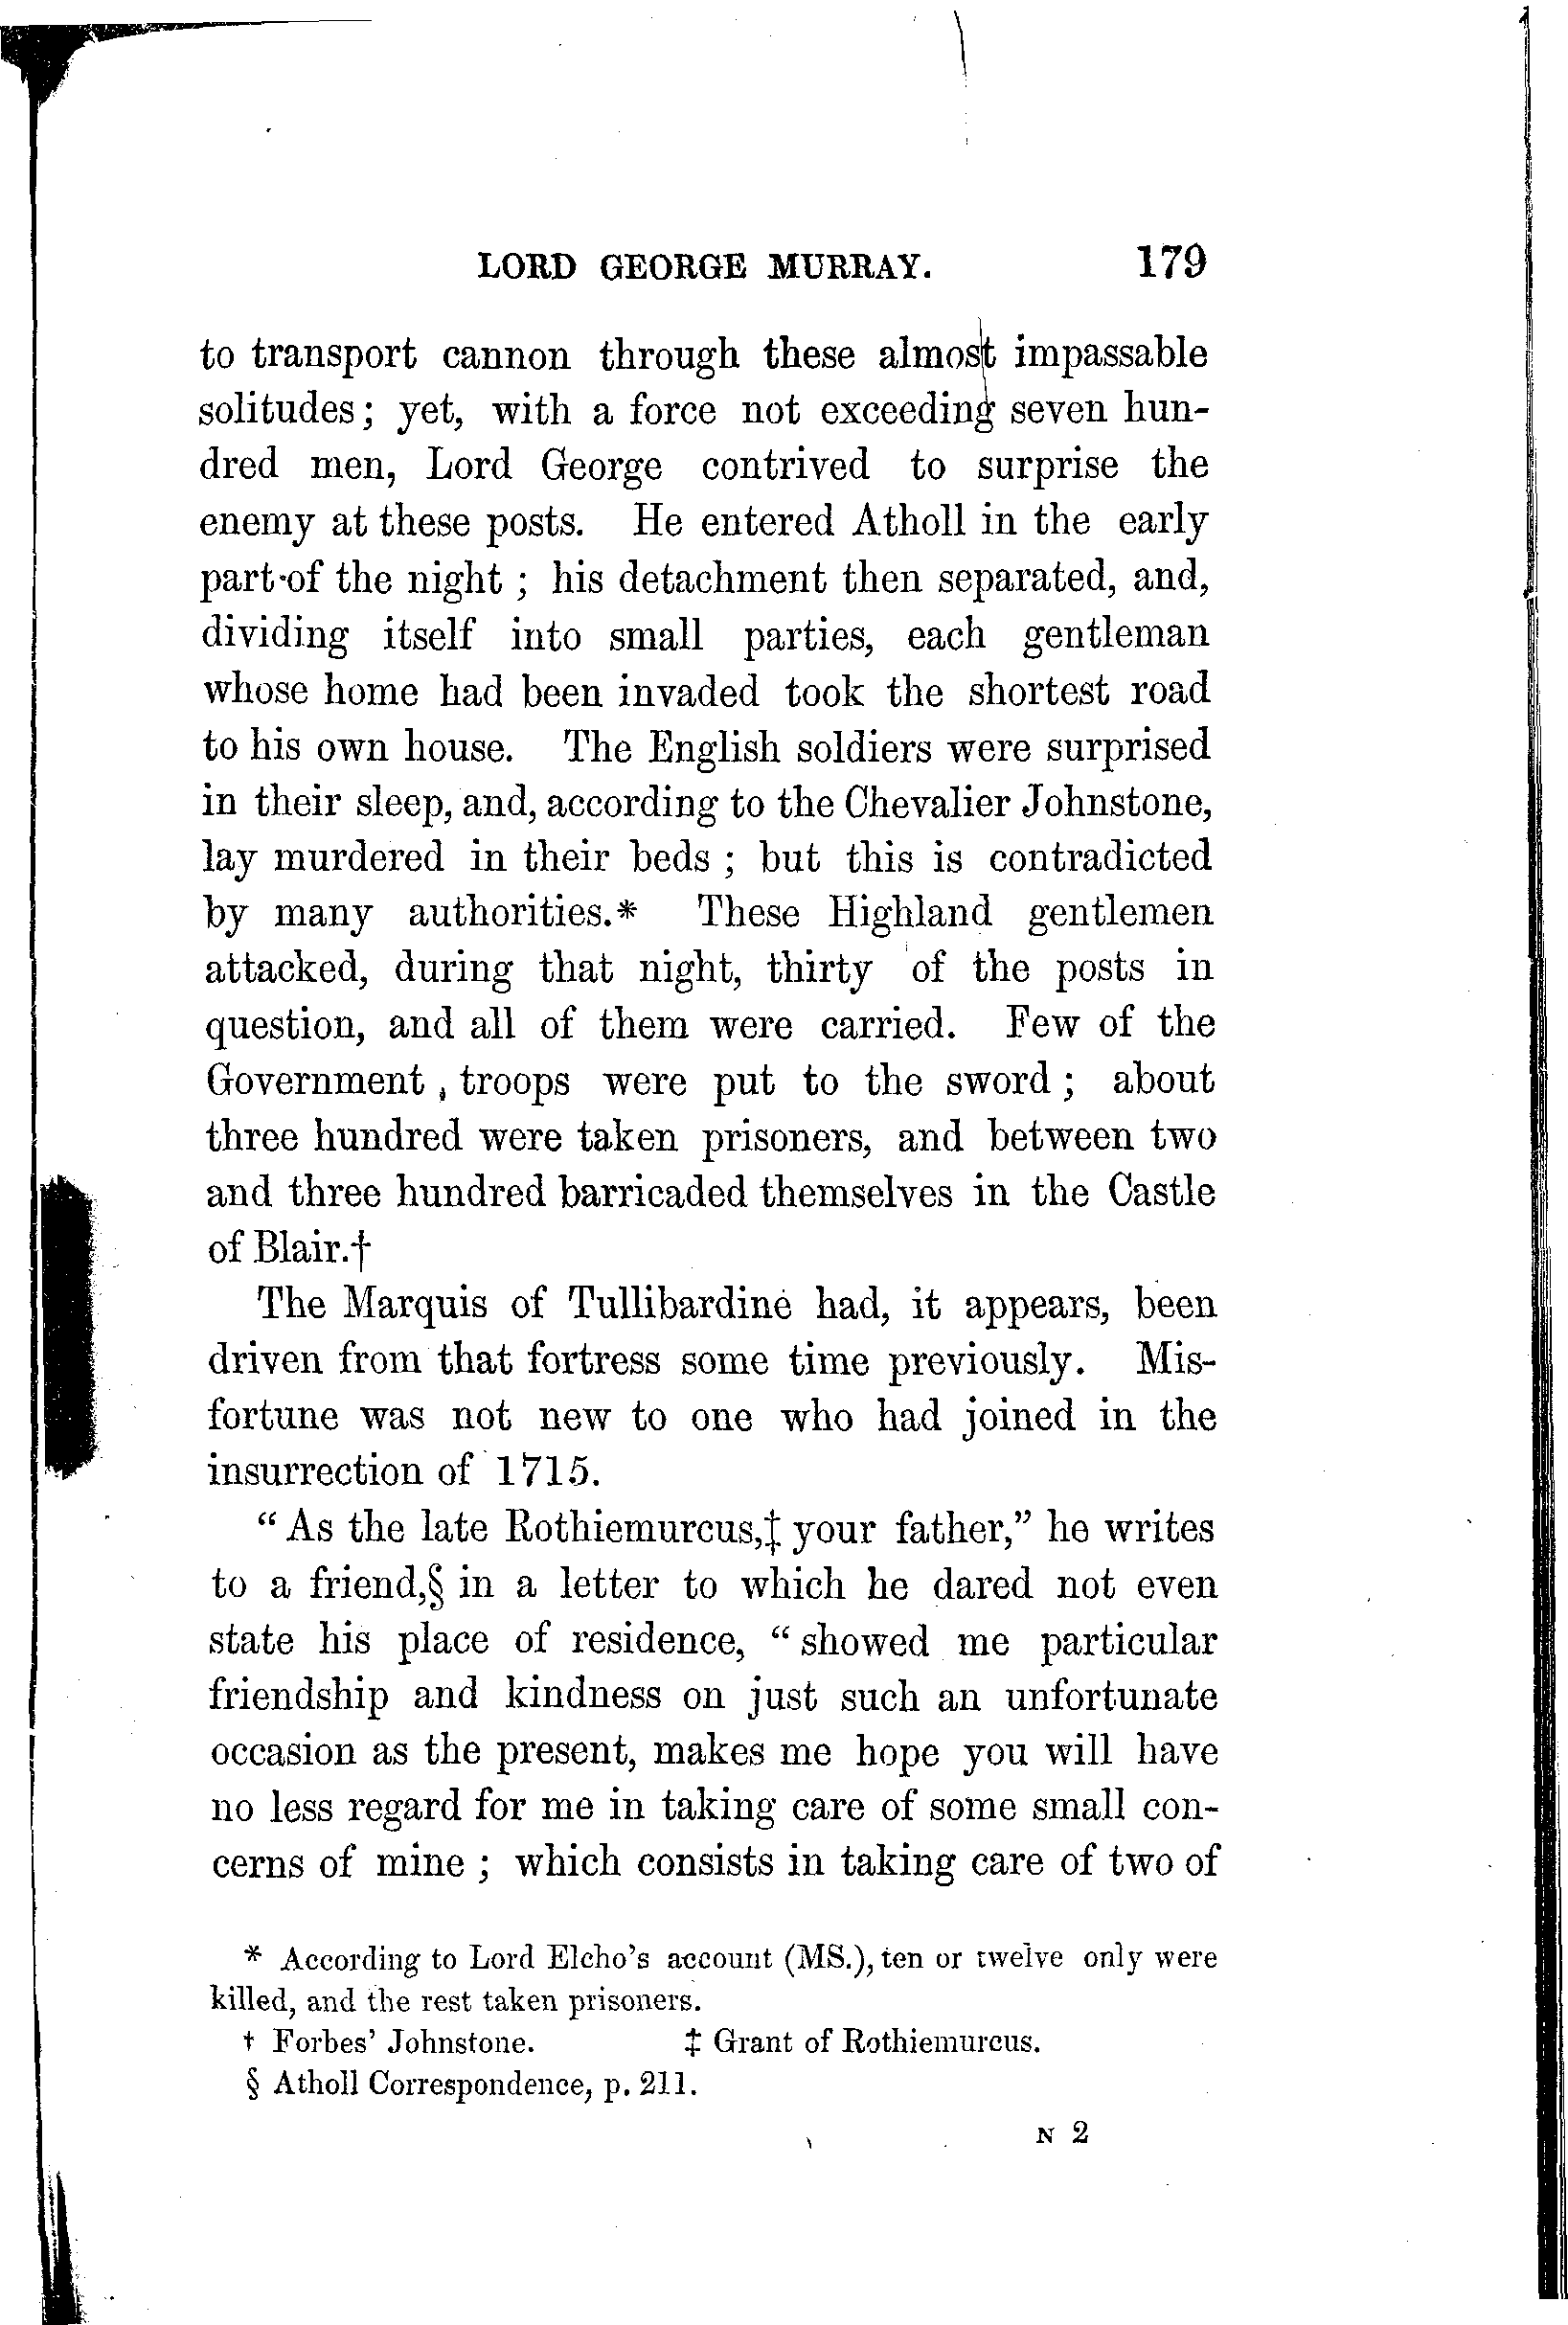 LORD GEORGE MURRAY. 179
to transport cannon through these almost impassable
solitudes; yet, with a force not exceeding seven hun-
dred men, Lord George contrived to surprise the
enemy at these posts. He entered Atholl in the early
part of the night; his detachment then separated, and,
dividing itself into small parties, each gentleman
whose home had been invaded took the shortest road
to his own house. The English soldiers were surprised
in their sleep, and, according to the Chevalier Johnstone,
lay murdered in their beds; but this is contradicted
by many authorities.* These Highland gentlemen
attacked, during that night, thirty of the posts in
question, and all of them were carried. Few of the
Government troops were put to the sword; about
three hundred were taken prisoners, and between two
and three hundred barricaded themselves in the Castle
of Blair.†
The Marquis of Tullibardine had, it appears, been
driven from that fortress some time previously. Mis-
fortune was not new to one who had joined in the
insurrection of 1715.
"As the late Rothiemurcus,‡ your father," he writes
to a friend,§ in a letter to which he dared not even
state his place of residence, "showed me particular
friendship and kindness on just such an unfortunate
occasion as the present, makes me hope you will have
no less regard for me in taking care of some small con-
cerns of mine; which consists in taking care of two of
* According to Lord Elcho's account (MS.), ten or twelve only were
killed, and the rest taken prisoners.
† Forbes' Johnstone. ‡ Grant of Rothiemurcus.
§ Atholl Correspondence, p. 211.
N 2